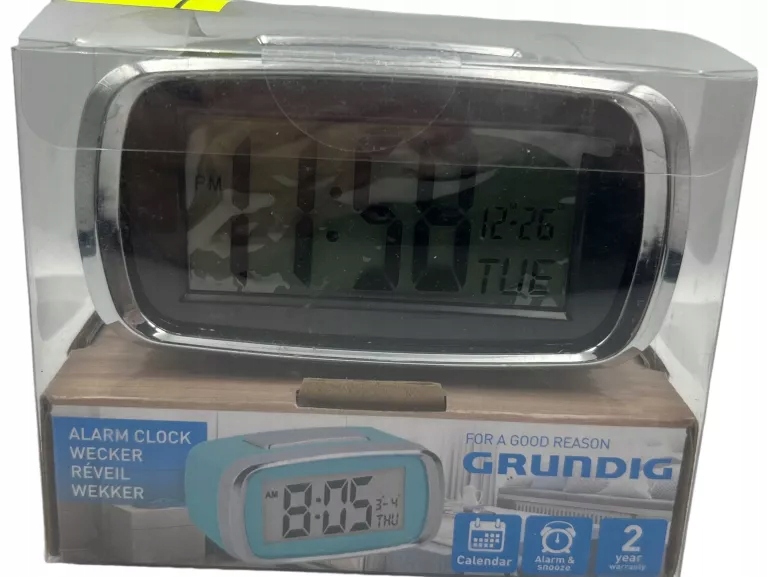 PM
11:58
12-26
TUE
ALARM CLOCK
WECKER
RÉVEIL
WEKKER
AM
8:05
3-4
THU
FOR A GOOD REASON
GRUNDIG
Calendar
Alarm &
snooze
2
year
warranty